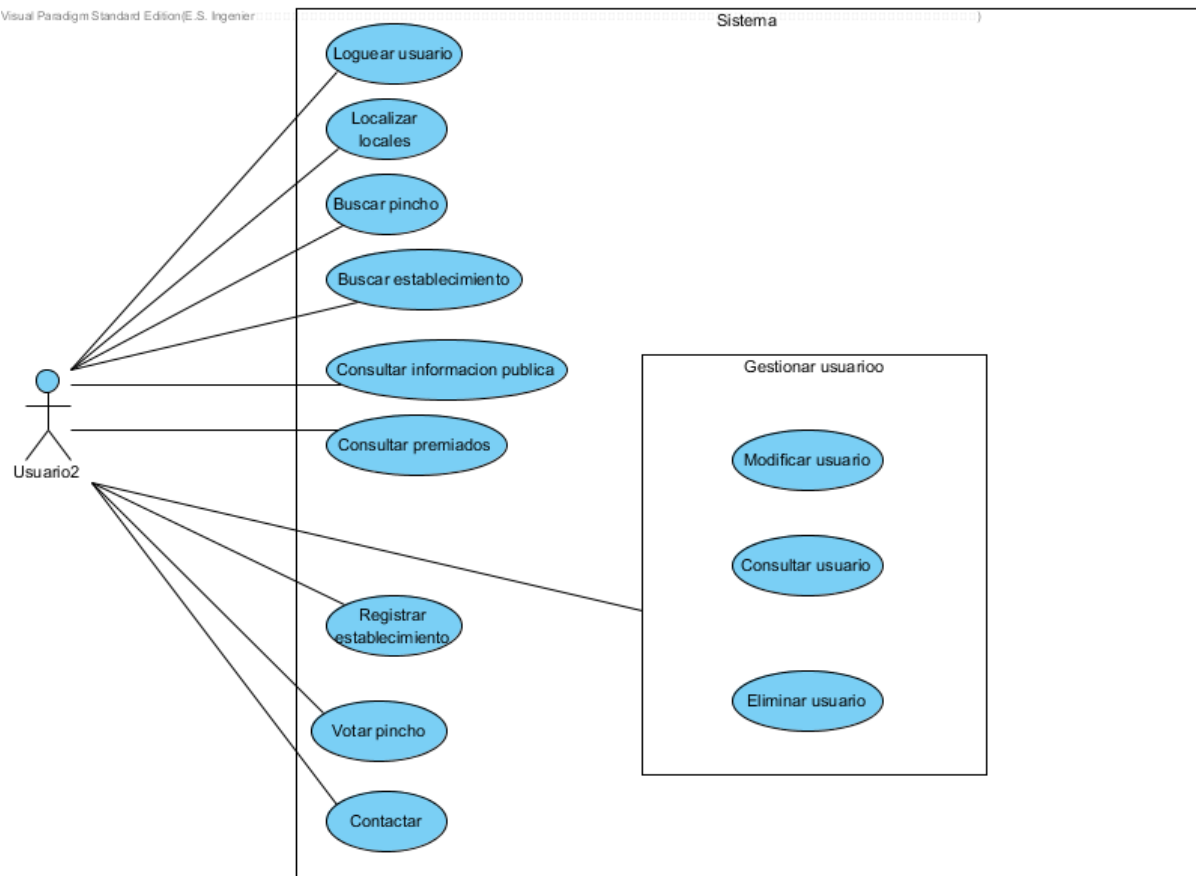 Visual Paradigm Standard Edition(E.S. Ingenier
)
Sistema
Loguear usuario
Localizar
locales
Buscar pincho
Buscar establecimiento
Consultar informacion publica
Gestionar usuarioo
Consultar premiados
Modificar usuario
Usuario2
Consultar usuario
Registrar
establecimiento
Eliminar usuario
Votar pincho
Contactar